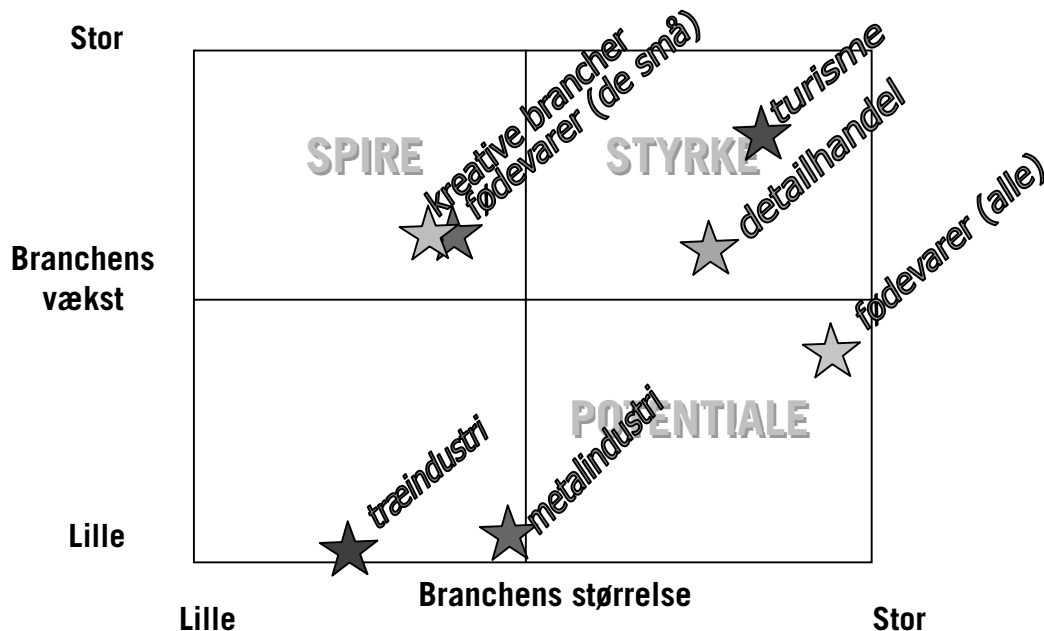 Stor
kreative brancher
fødevarer (de små)
turisme
SPIRE
STYRKE
detailhandel
fødevarer (alle)
Branchens
vækst
POTENTIALE
træindustri
metalindustri
Lille
Branchens størrelse
Lille
Stor